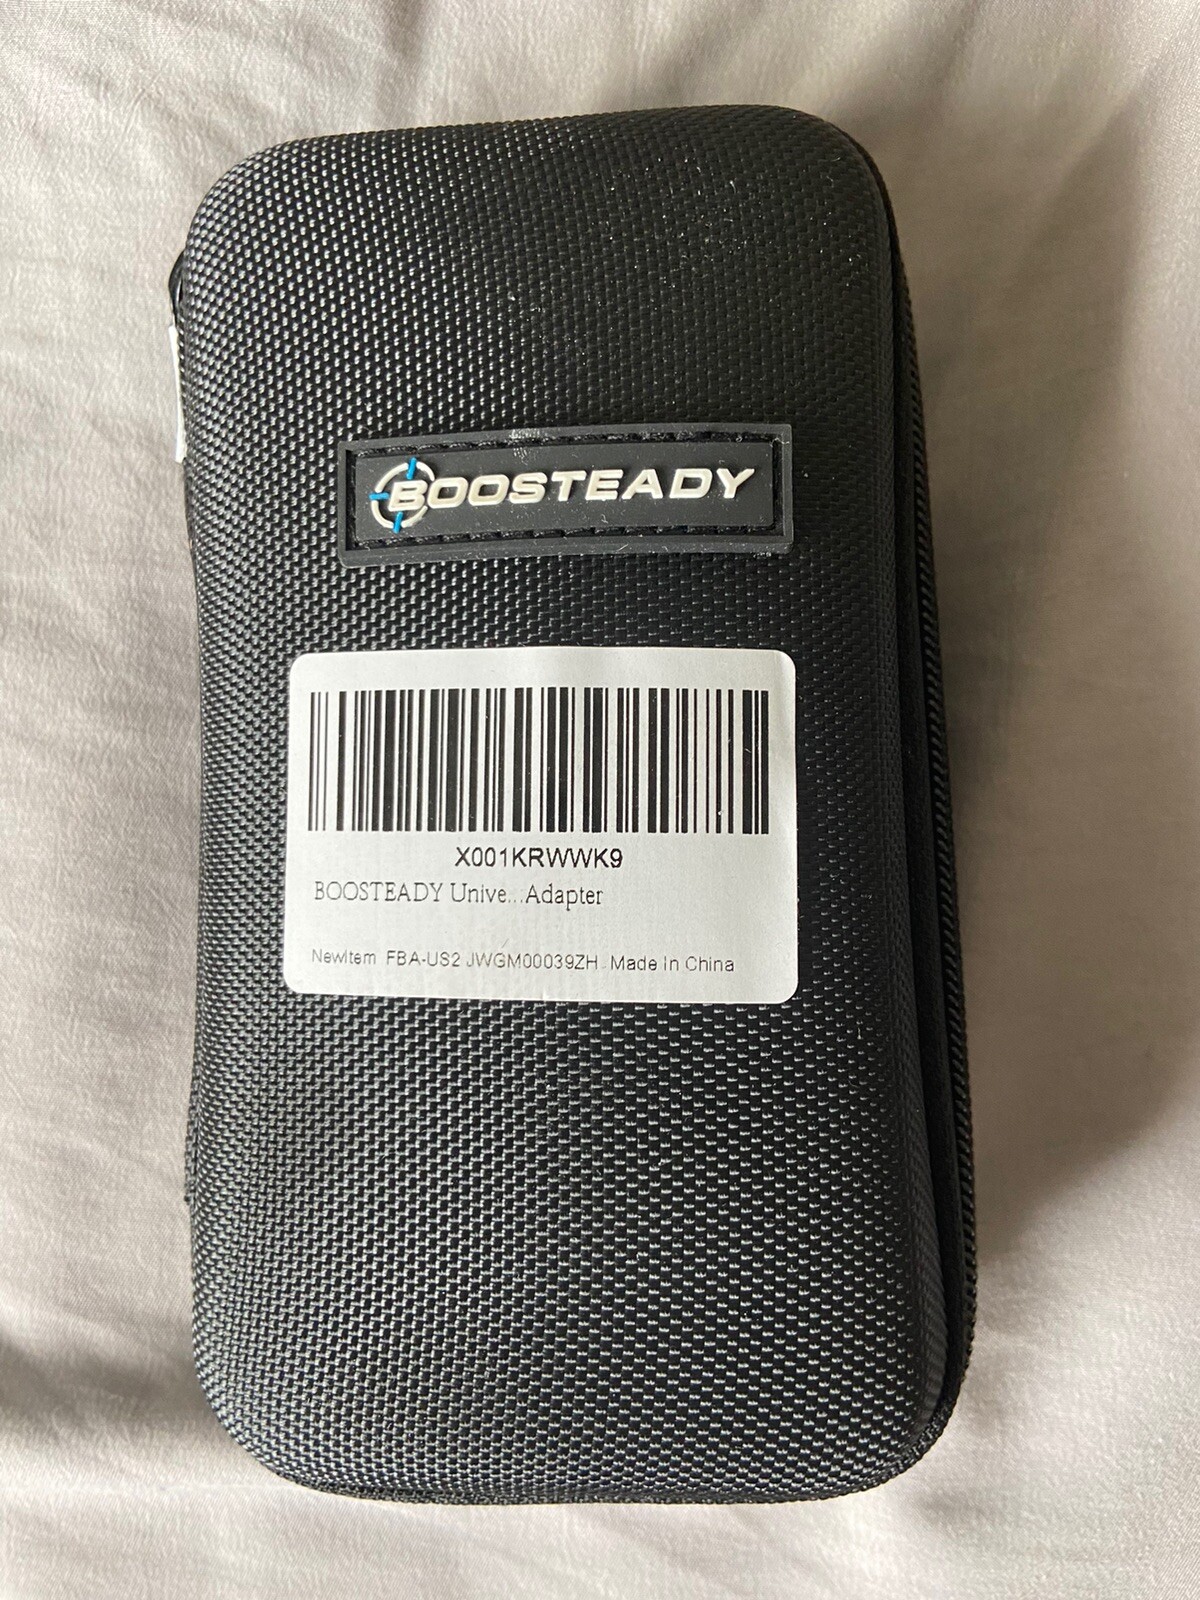 BOOSTEADY
X001KRWWK9
BOOSTEADY Unive...Adapter
NewItem FBA-US2 JWGM00039ZH Made In China